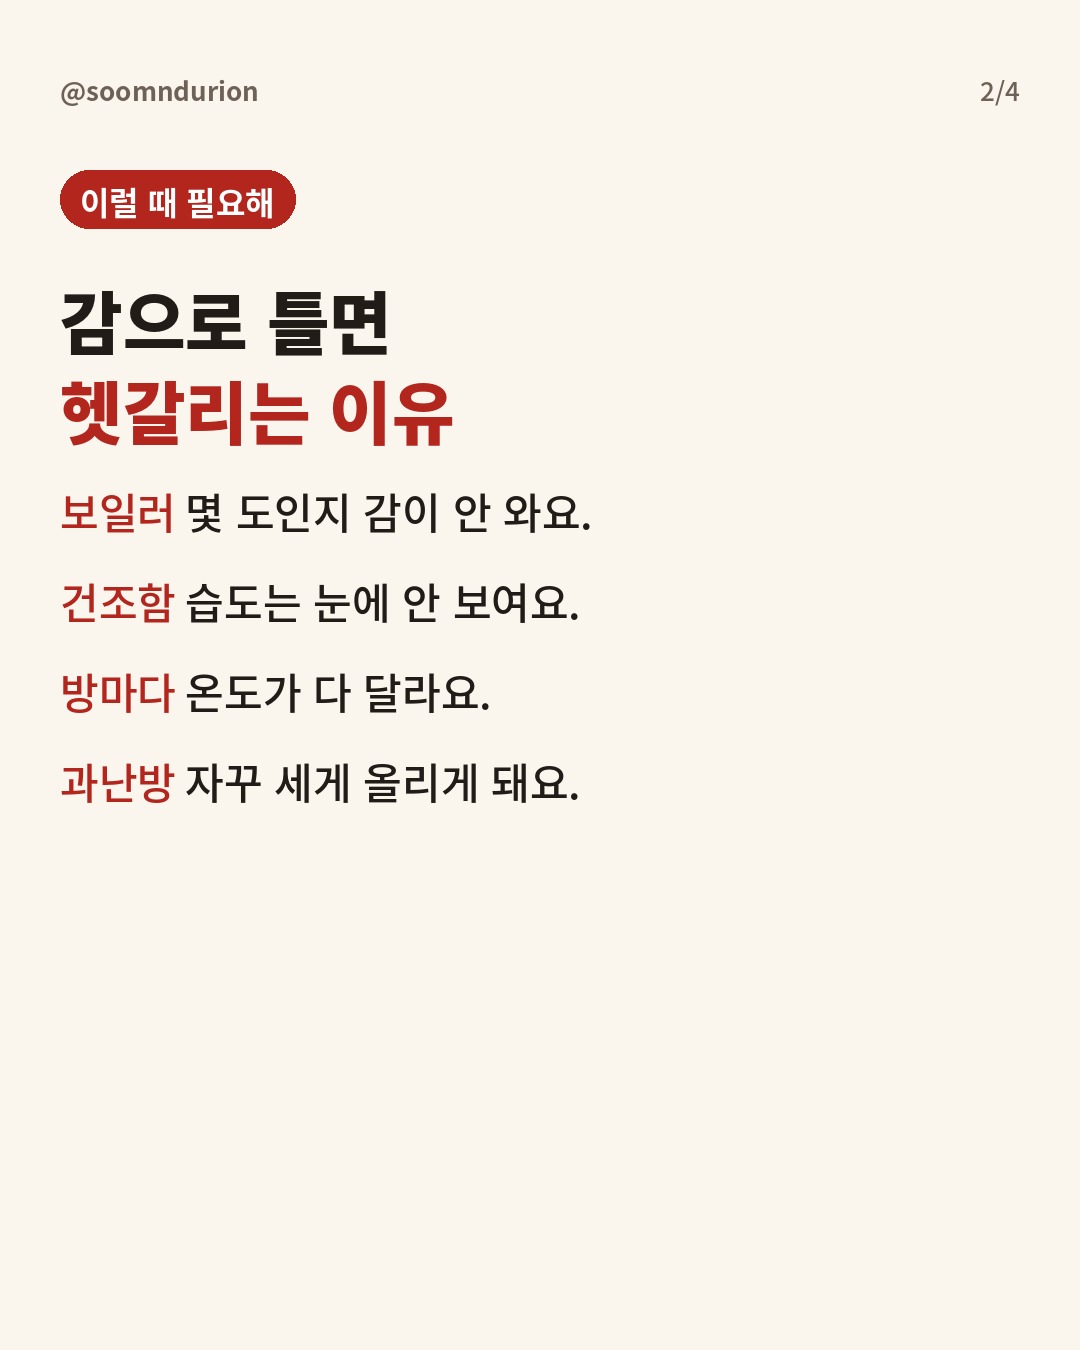 @soomndurion
2/4
이럴 때 필요해
감으로 틀면
헷갈리는 이유
보일러 몇 도인지 감이 안 와요.
건조함 습도는 눈에 안 보여요.
방마다 온도가 다 달라요.
과난방 자꾸 세게 올리게 돼요.